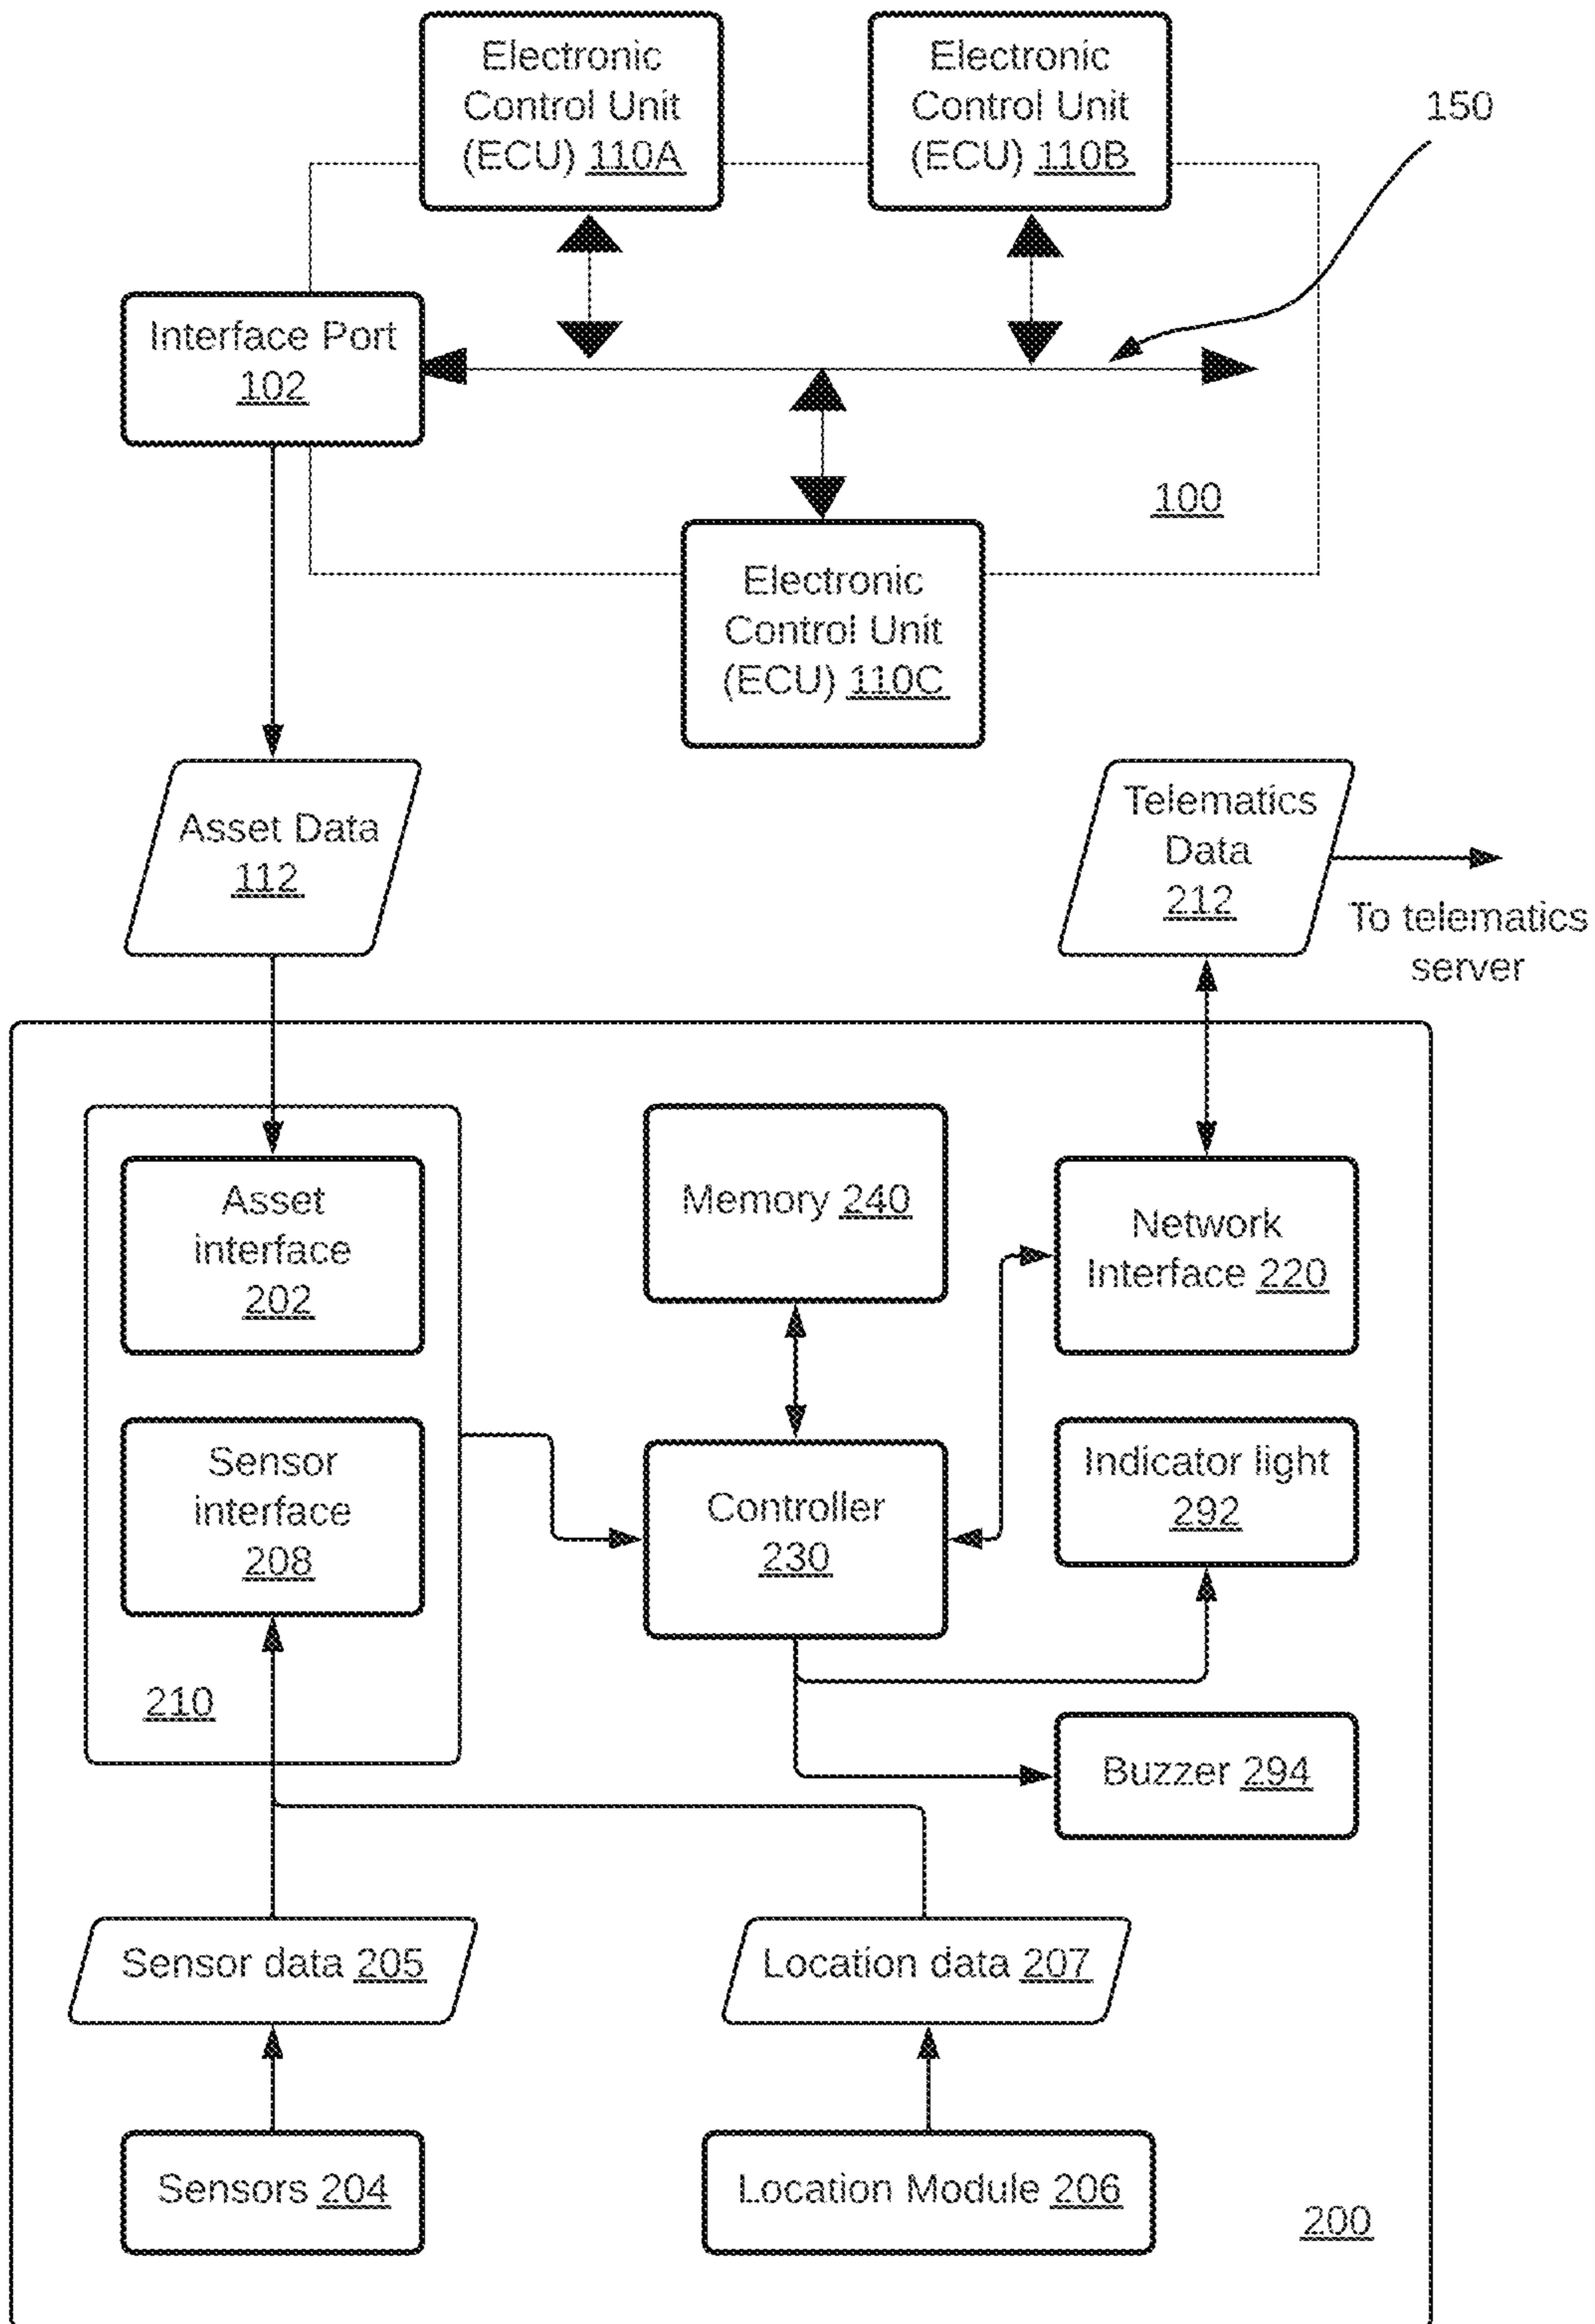 Electronic
Control Unit
(ECU) 110A
Electronic
Control Unit
(ECU) 110B
150
Interface Port
102
100
Electronic
Control Unit
(ECU) 110C
Asset Data
112
Telematics
Data
212
To telematics
server
Asset
interface
202
Memory 240
Network
Interface 220
Sensor
interface
208
Controller
230
Indicator light
292
210
Buzzer 294
Sensor data 205
Location data 207
Sensors 204
Location Module 206
200